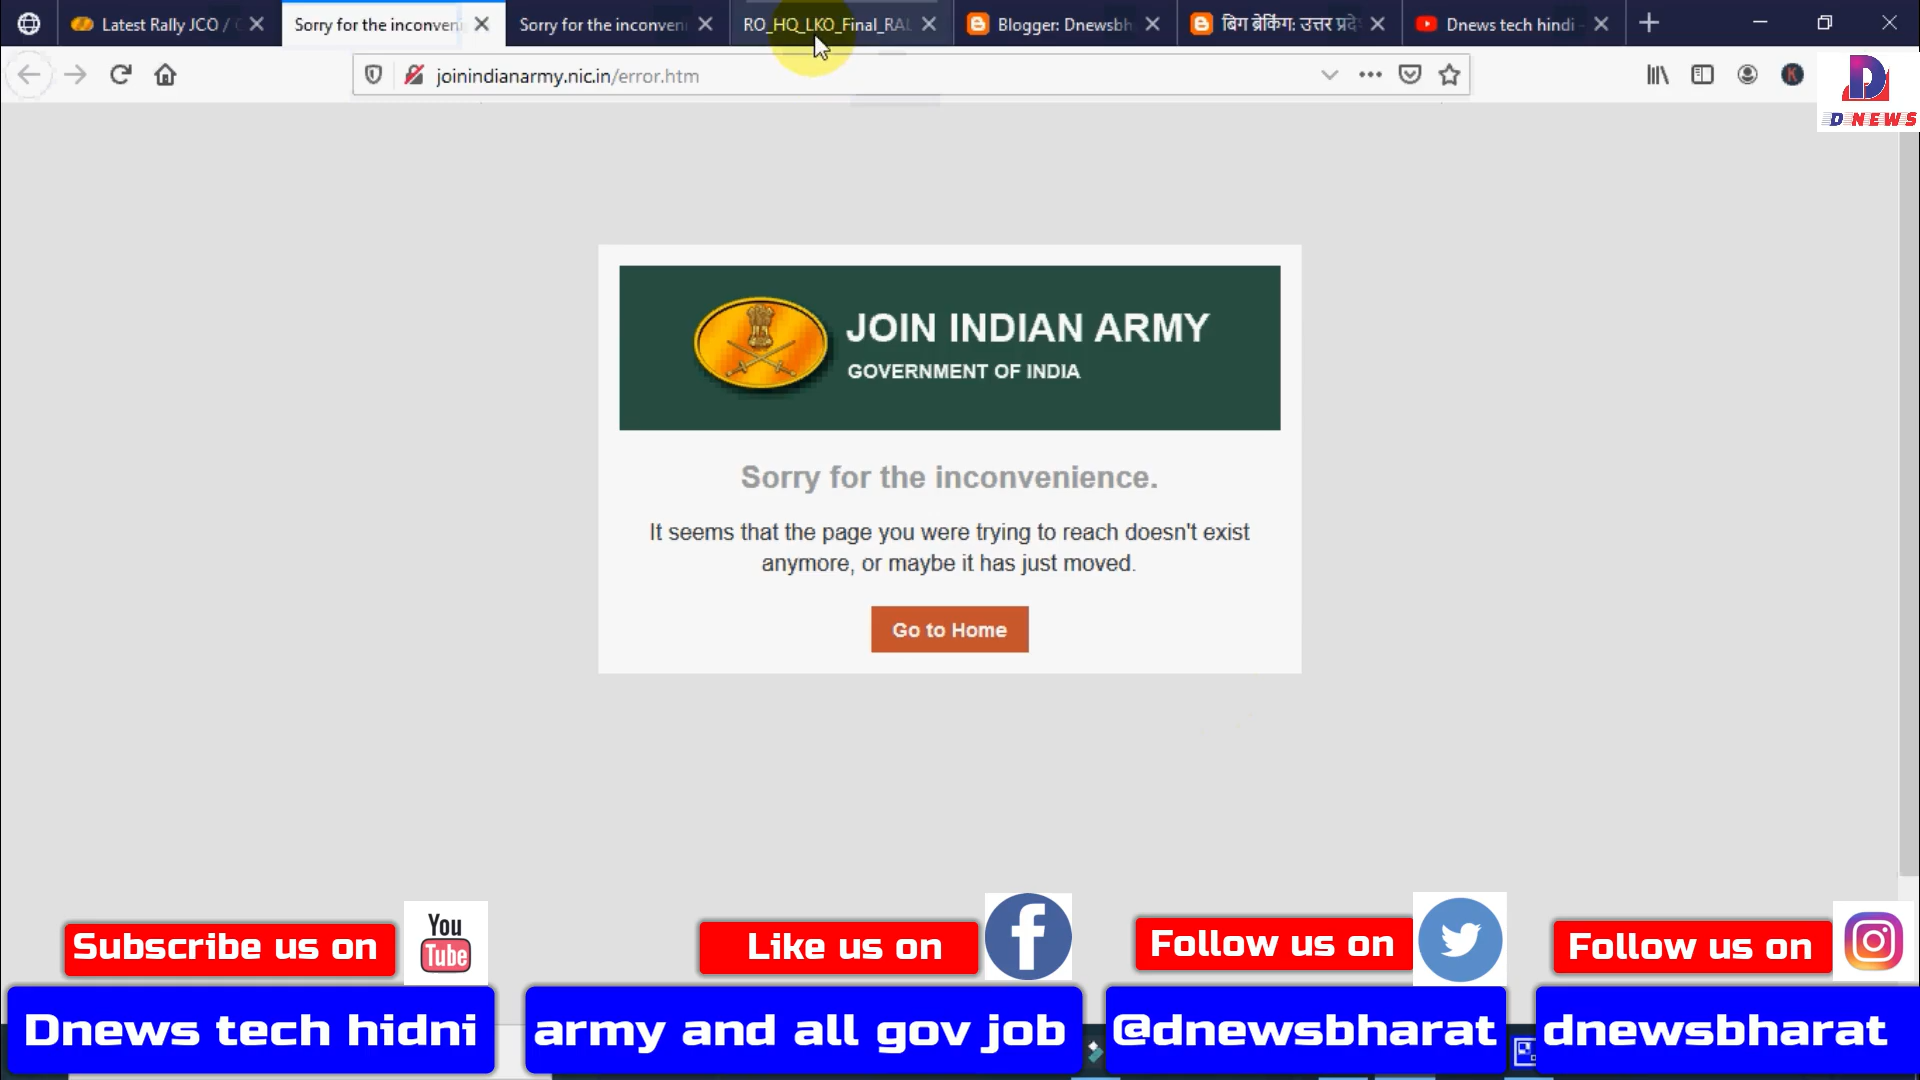 Latest Rally JCO / 
Sorry for the inconveni
Sorry for the inconven
RO_HQ_LKO_Final_RAL
Blogger: Dnewsbh
बिग ब्रेकिंग: उत्तर प्रदे
Dnews tech hindi -
joinindianarmy.nic.in/error.htm
K
D NEWS
JOIN INDIAN ARMY
GOVERNMENT OF INDIA
Sorry for the inconvenience.
It seems that the page you were trying to reach doesn't exist
anymore, or maybe it has just moved.
Go to Home
Subscribe us on
You
Tube
Like us on
Follow us on
Follow us on
Dnews tech hidni
army and all gov job
@dnewsbharat
dnewsbharat